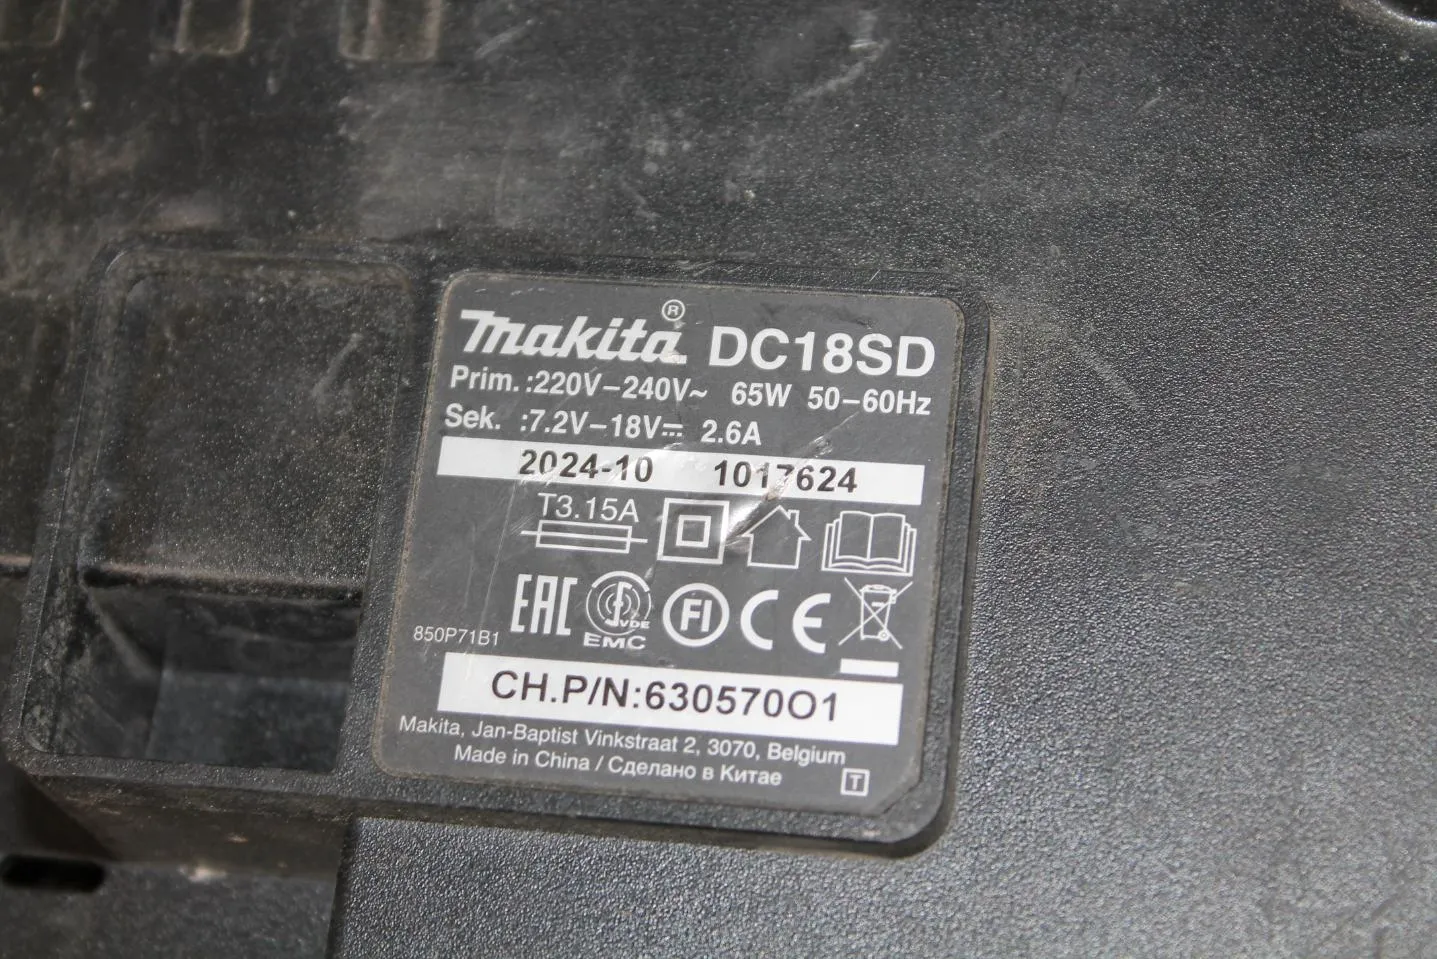 makita® DC18SD
Prim. :220V–240V~ 65W 50–60Hz
Sek. :7.2V–18V⎓ 2.6A
2024-10 1017624
T3.15A
EAC VDE EMC FI CE
850P71B1
CH.P/N:630570O1
Makita, Jan-Baptist Vinkstraat 2, 3070, Belgium
Made in China / Сделано в Китае
T